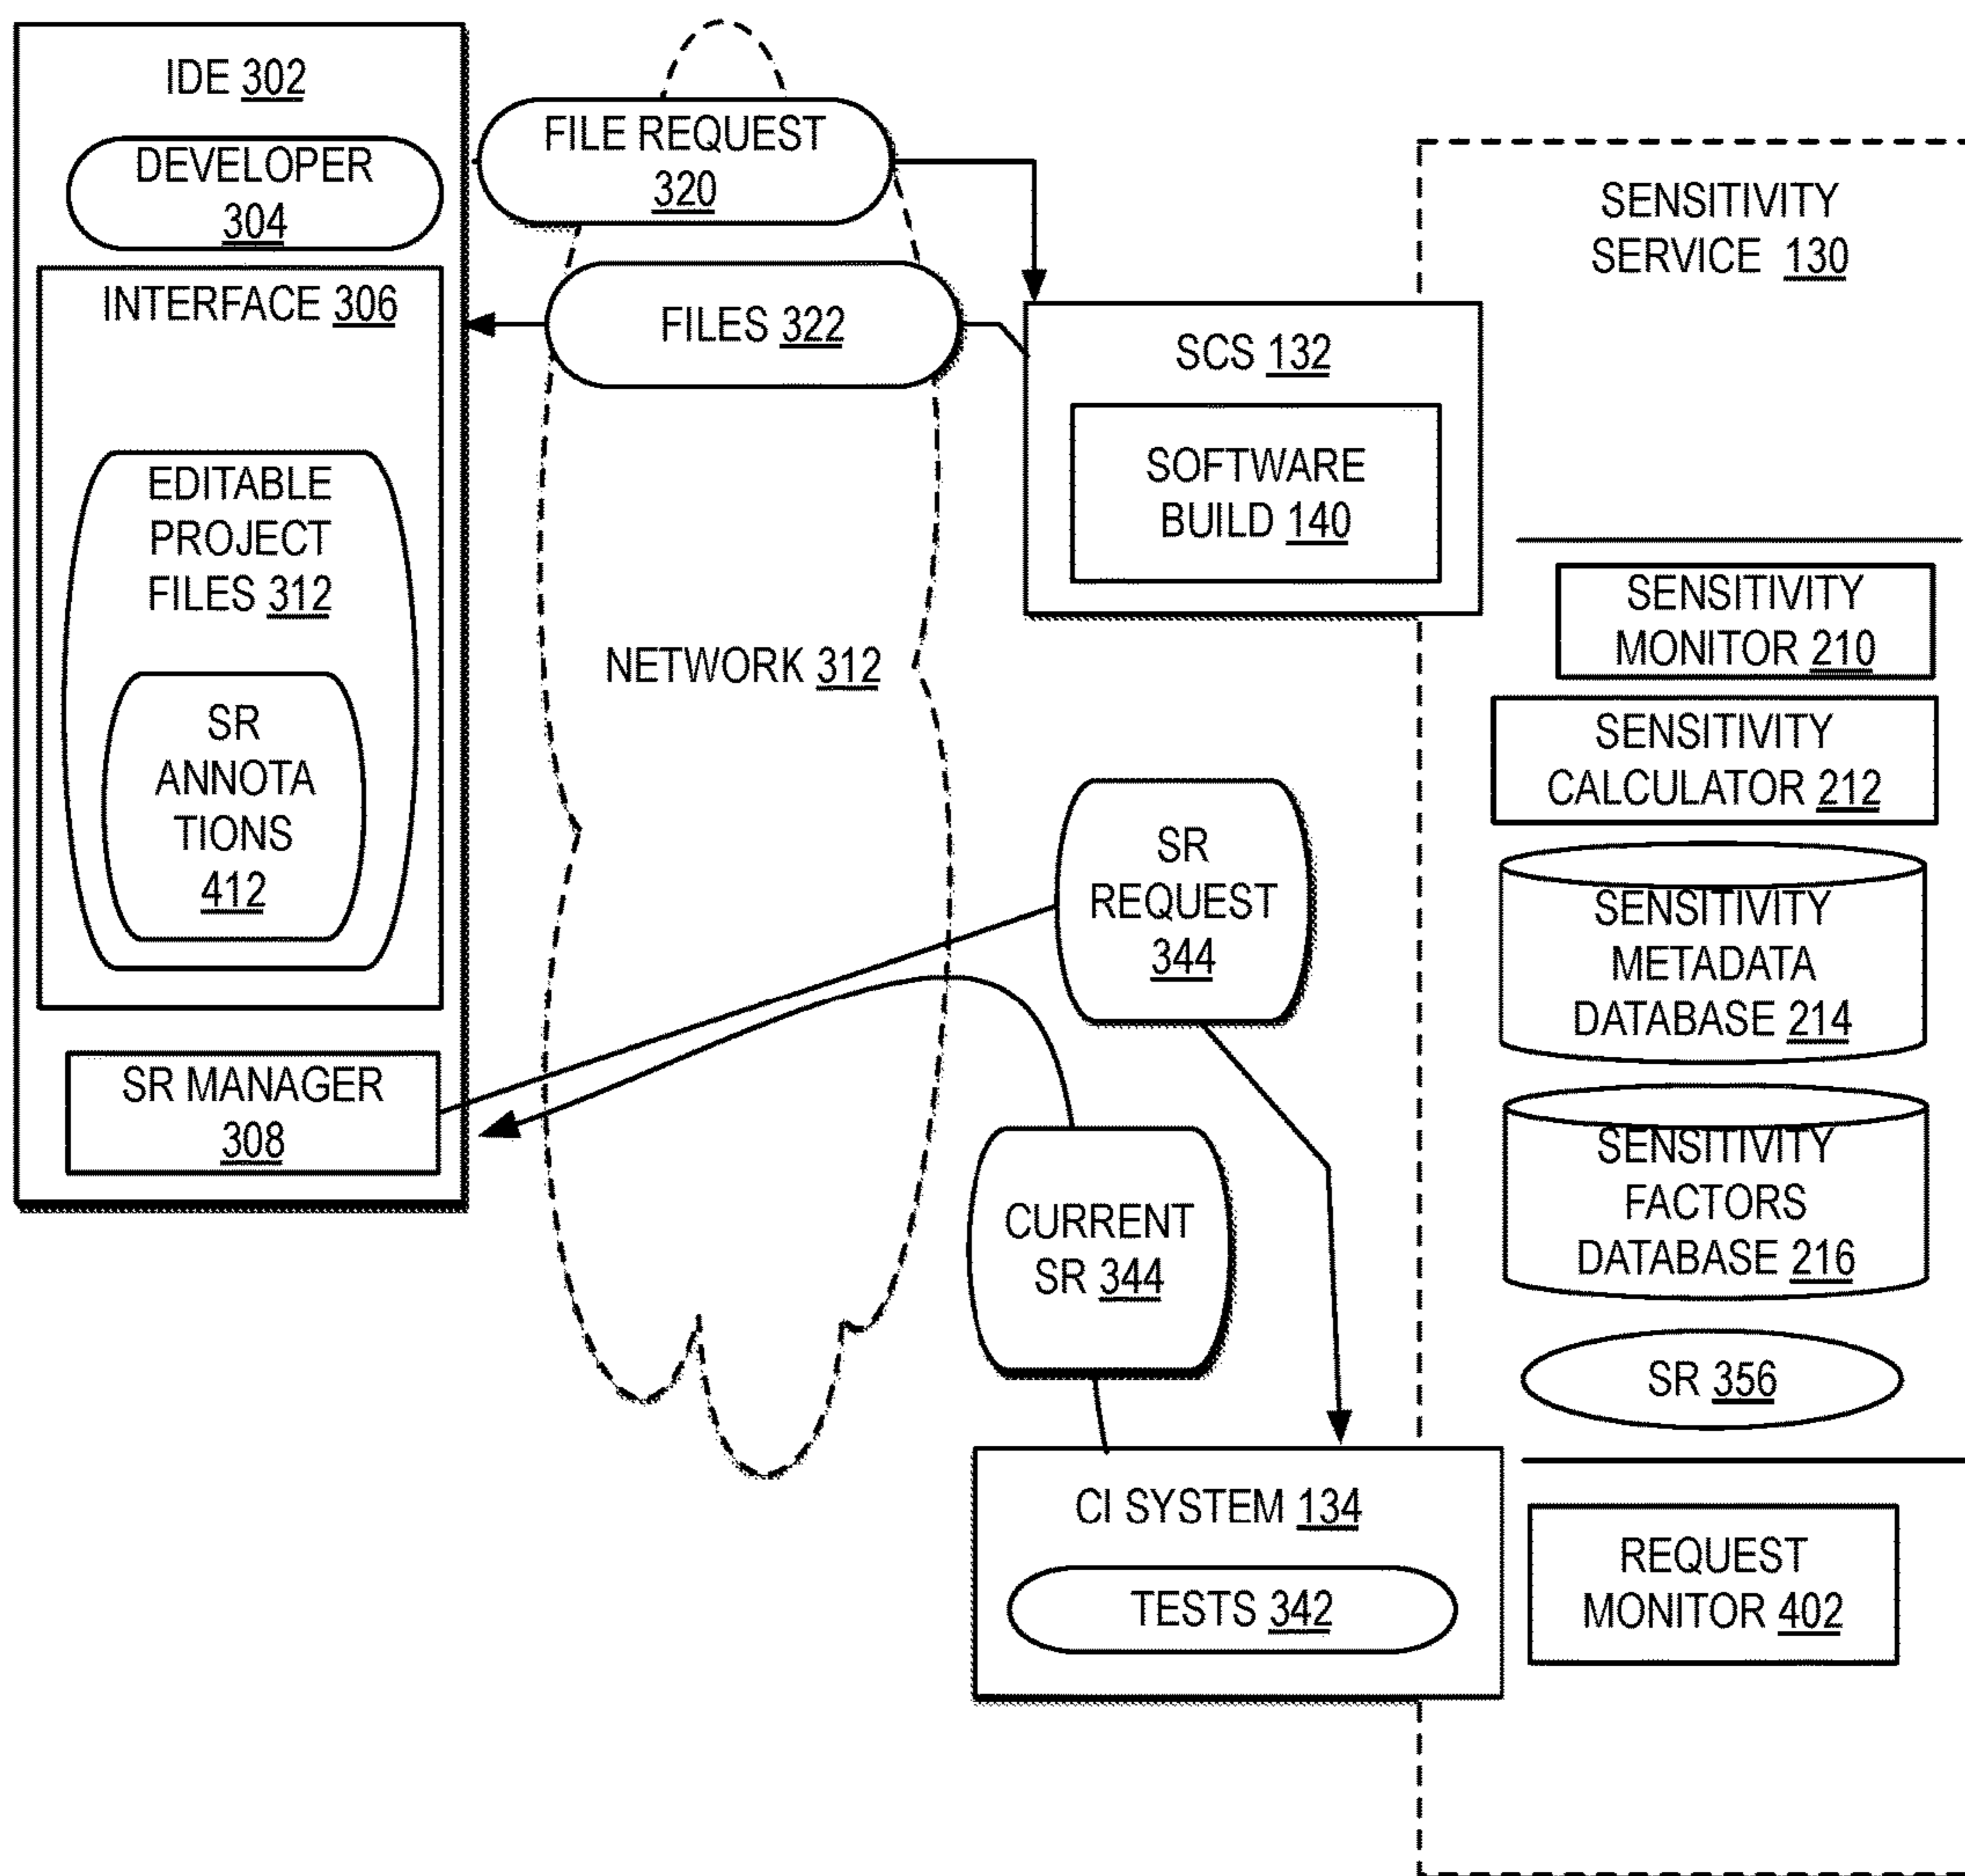 IDE 302
DEVELOPER
304
INTERFACE 306
EDITABLE
PROJECT
FILES 312
SR
ANNOTA
TIONS
412
SR MANAGER
308
FILE REQUEST
320
FILES 322
NETWORK 312
SCS 132
SOFTWARE
BUILD 140
SR
REQUEST
344
CURRENT
SR 344
CI SYSTEM 134
TESTS 342
SENSITIVITY
SERVICE 130
SENSITIVITY
MONITOR 210
SENSITIVITY
CALCULATOR 212
SENSITIVITY
METADATA
DATABASE 214
SENSITIVITY
FACTORS
DATABASE 216
SR 356
REQUEST
MONITOR 402